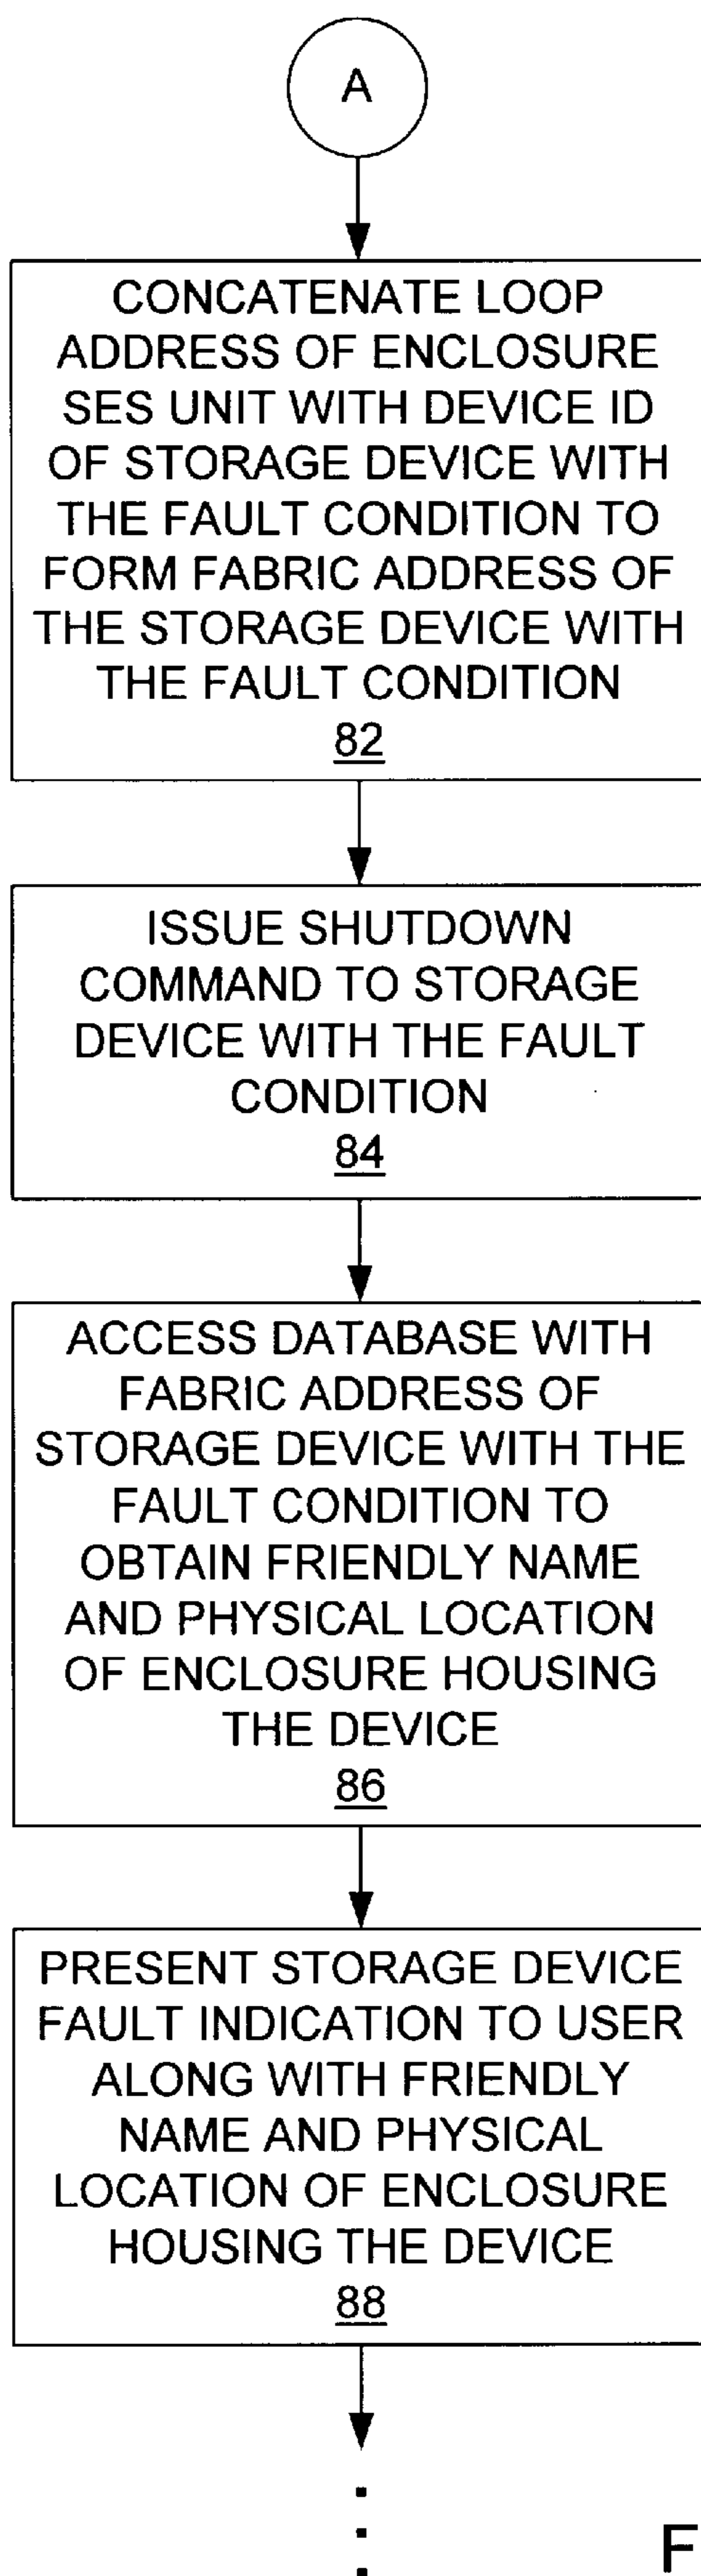 A
CONCATENATE LOOP
ADDRESS OF ENCLOSURE
SES UNIT WITH DEVICE ID
OF STORAGE DEVICE WITH
THE FAULT CONDITION TO
FORM FABRIC ADDRESS OF
THE STORAGE DEVICE WITH
THE FAULT CONDITION
82
ISSUE SHUTDOWN
COMMAND TO STORAGE
DEVICE WITH THE FAULT
CONDITION
84
ACCESS DATABASE WITH
FABRIC ADDRESS OF
STORAGE DEVICE WITH THE
FAULT CONDITION TO
OBTAIN FRIENDLY NAME
AND PHYSICAL LOCATION
OF ENCLOSURE HOUSING
THE DEVICE
86
PRESENT STORAGE DEVICE
FAULT INDICATION TO USER
ALONG WITH FRIENDLY
NAME AND PHYSICAL
LOCATION OF ENCLOSURE
HOUSING THE DEVICE
88
F